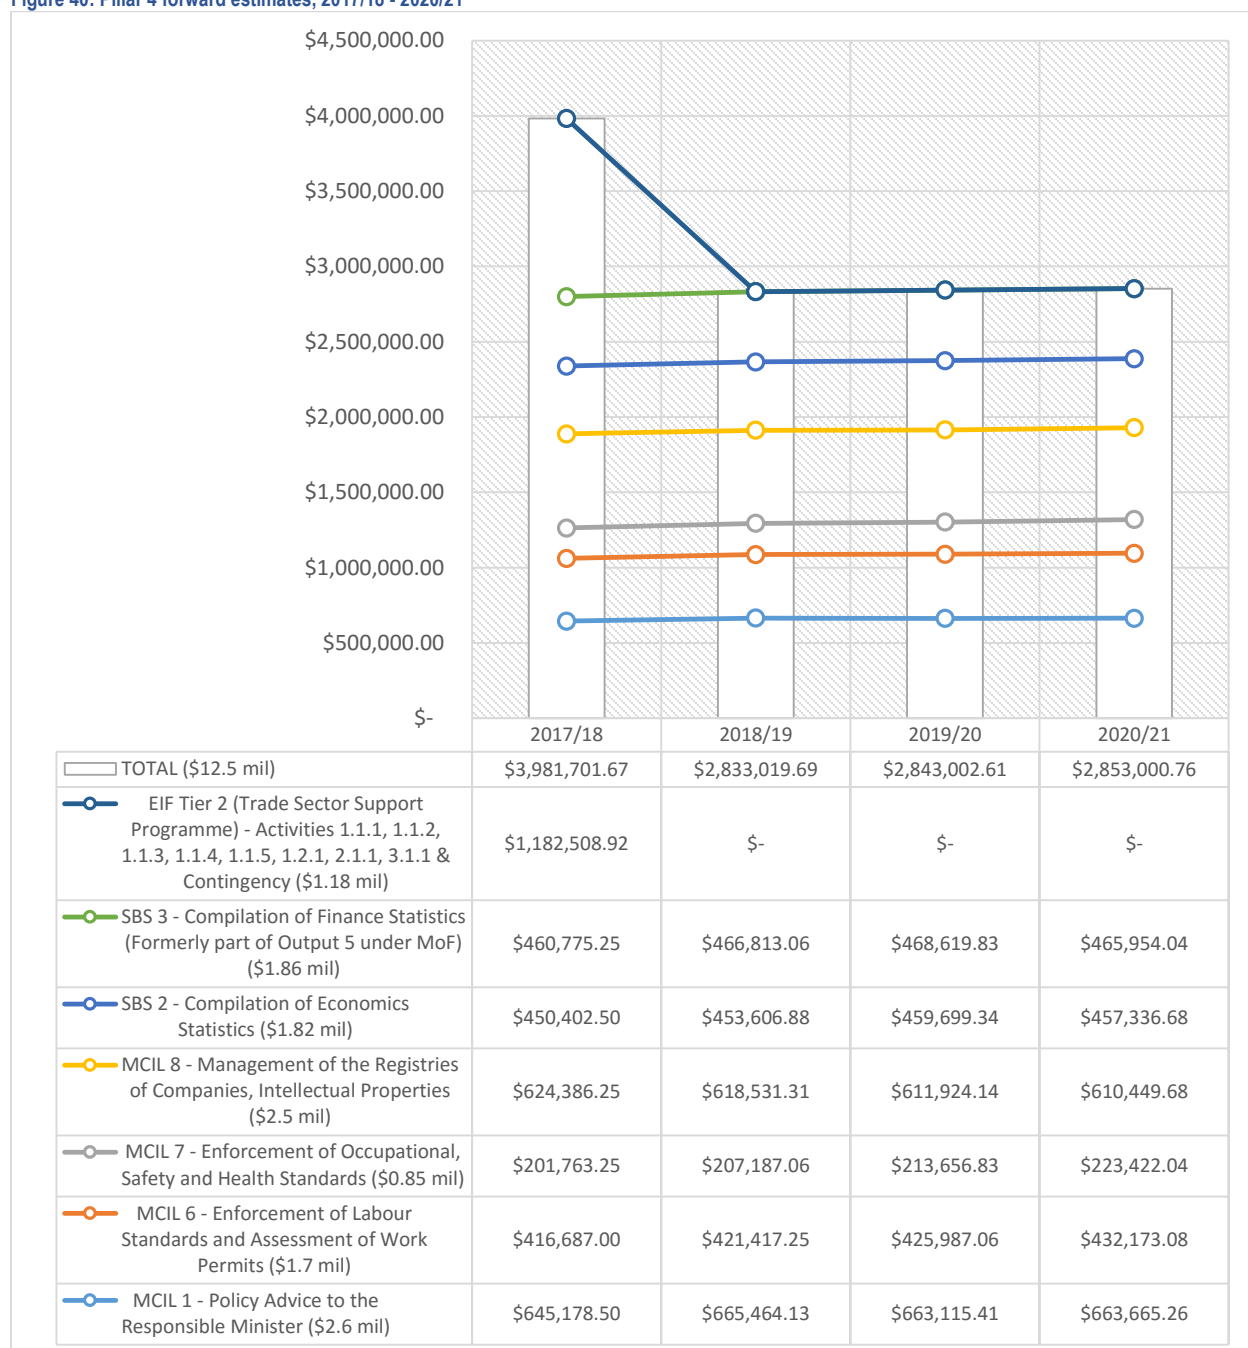 Figure 40: Pillar 4 forward estimates, 2017/18 - 2020/21
$4,500,000.00
$4,000,000.00
$3,500,000.00
$3,000,000.00
$2,500,000.00
$2,000,000.00
$1,500,000.00
$1,000,000.00
$500,000.00
$-
2017/18 2018/19 2019/20 2020/21
TOTAL ($12.5 mil) $3,981,701.67 $2,833,019.69 $2,843,002.61 $2,853,000.76
EIF Tier 2 (Trade Sector Support
Programme) - Activities 1.1.1, 1.1.2,
1.1.3, 1.1.4, 1.1.5, 1.2.1, 2.1.1, 3.1.1 &
Contingency ($1.18 mil)
$1,182,508.92 $- $- $-
SBS 3 - Compilation of Finance Statistics
(Formerly part of Output 5 under MoF)
($1.86 mil)
$460,775.25 $466,813.06 $468,619.83 $465,954.04
SBS 2 - Compilation of Economics
Statistics ($1.82 mil)
$450,402.50 $453,606.88 $459,699.34 $457,336.68
MCIL 8 - Management of the Registries
of Companies, Intellectual Properties
($2.5 mil)
$624,386.25 $618,531.31 $611,924.14 $610,449.68
MCIL 7 - Enforcement of Occupational,
Safety and Health Standards ($0.85 mil)
$201,763.25 $207,187.06 $213,656.83 $223,422.04
MCIL 6 - Enforcement of Labour
Standards and Assessment of Work
Permits ($1.7 mil)
$416,687.00 $421,417.25 $425,987.06 $432,173.08
MCIL 1 - Policy Advice to the
Responsible Minister ($2.6 mil)
$645,178.50 $665,464.13 $663,115.41 $663,665.26